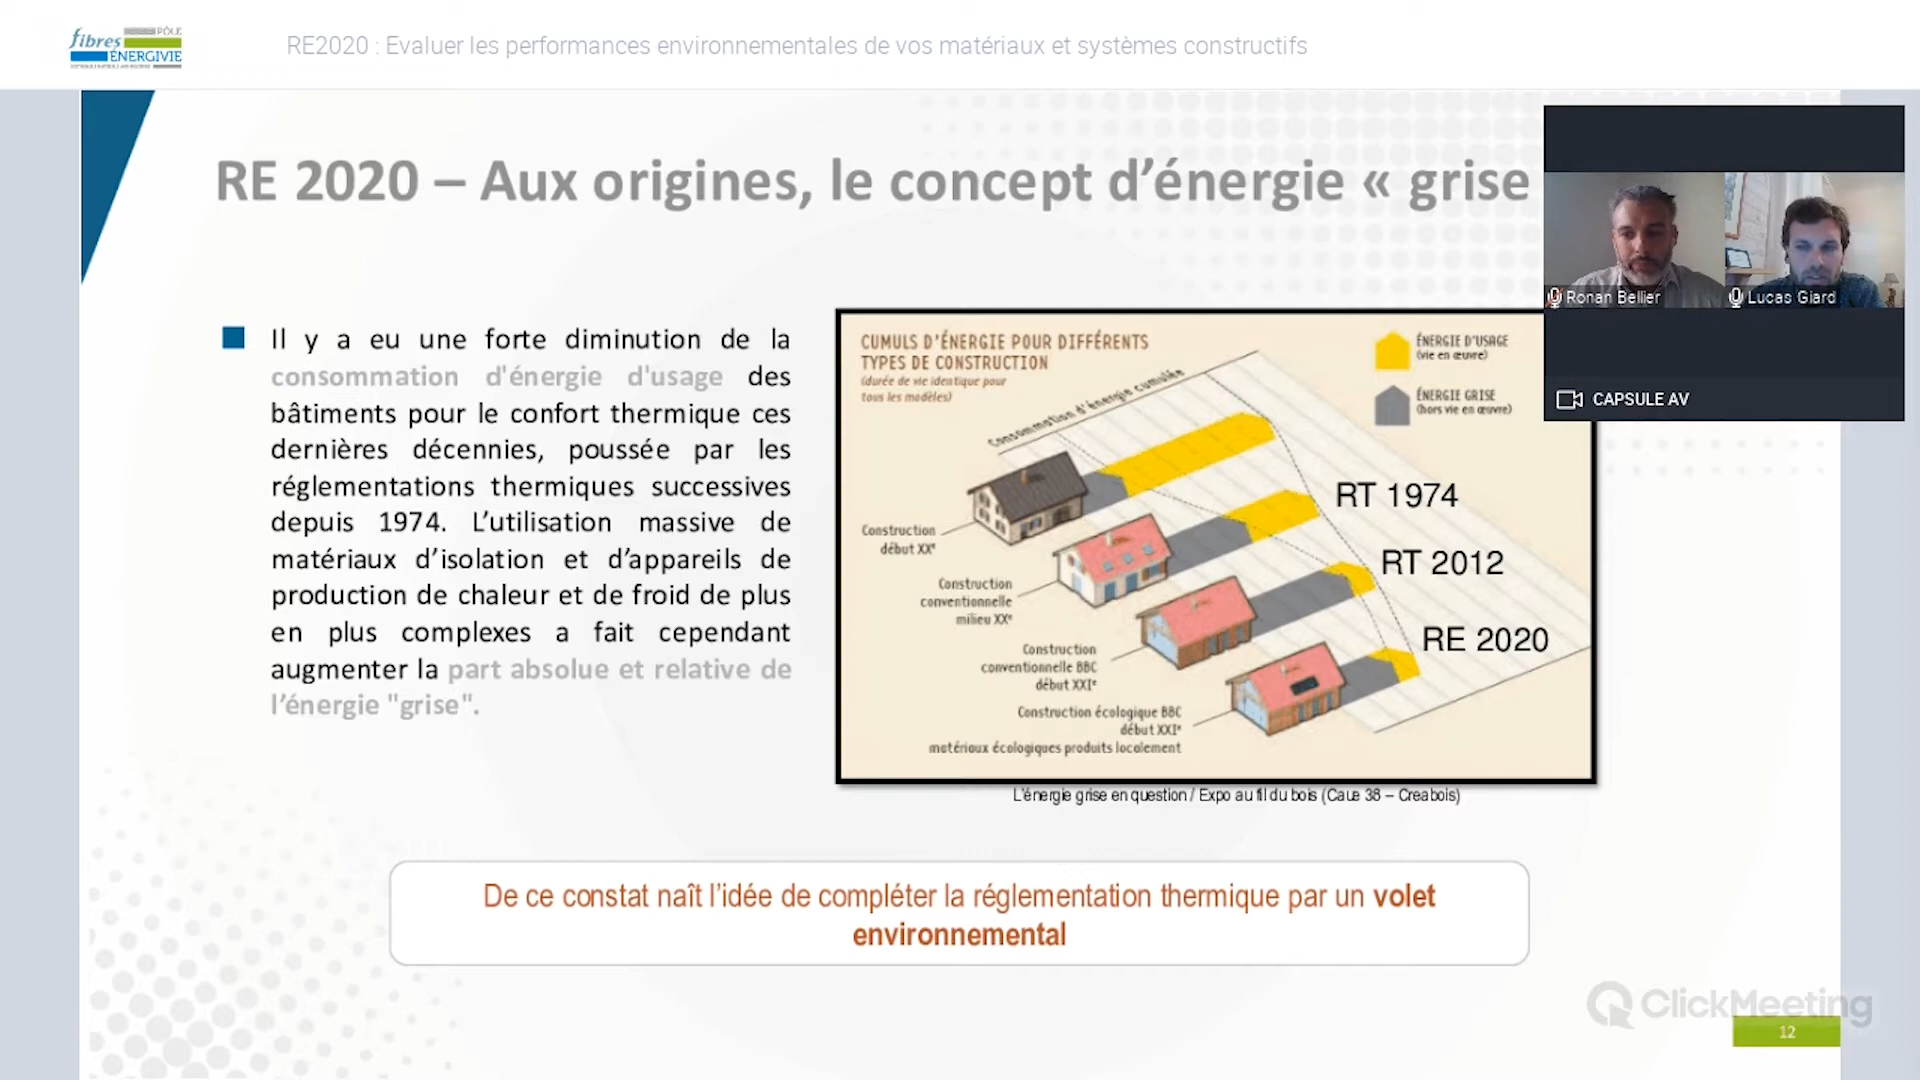 fibres
PÔLE
ÉNERGIVIE
RE2020 : Evaluer les performances environnementales de vos matériaux et systèmes constructifs
RE 2020 – Aux origines, le concept d’énergie « grise
Ronan Bellier
Lucas Giard
CAPSULE AV
Il y a eu une forte diminution de la
consommation d'énergie d'usage des
bâtiments pour le confort thermique ces
dernières décennies, poussée par les
réglementations thermiques successives
depuis 1974. L’utilisation massive de
matériaux d’isolation et d’appareils de
production de chaleur et de froid de plus
en plus complexes a fait cependant
augmenter la part absolue et relative de
l’énergie "grise".
CUMULS D'ÉNERGIE POUR DIFFÉRENTS
TYPES DE CONSTRUCTION
(durée de vie identique pour
tous les modèles)
Consommation d'énergie cumulée
ÉNERGIE D'USAGE
(vie en œuvre)
ÉNERGIE GRISE
(hors vie en œuvre)
RT 1974
RT 2012
RE 2020
Construction
début XXe
Construction
conventionnelle
milieu XXe
Construction
conventionnelle BBC
début XXIe
Construction écologique BBC
début XXIe
matériaux écologiques produits localement
L’énergie grise en question / Expo au fil du bois (Caue 38 – Creabois)
De ce constat naît l’idée de compléter la réglementation thermique par un volet
environnemental
ClickMeeting
12